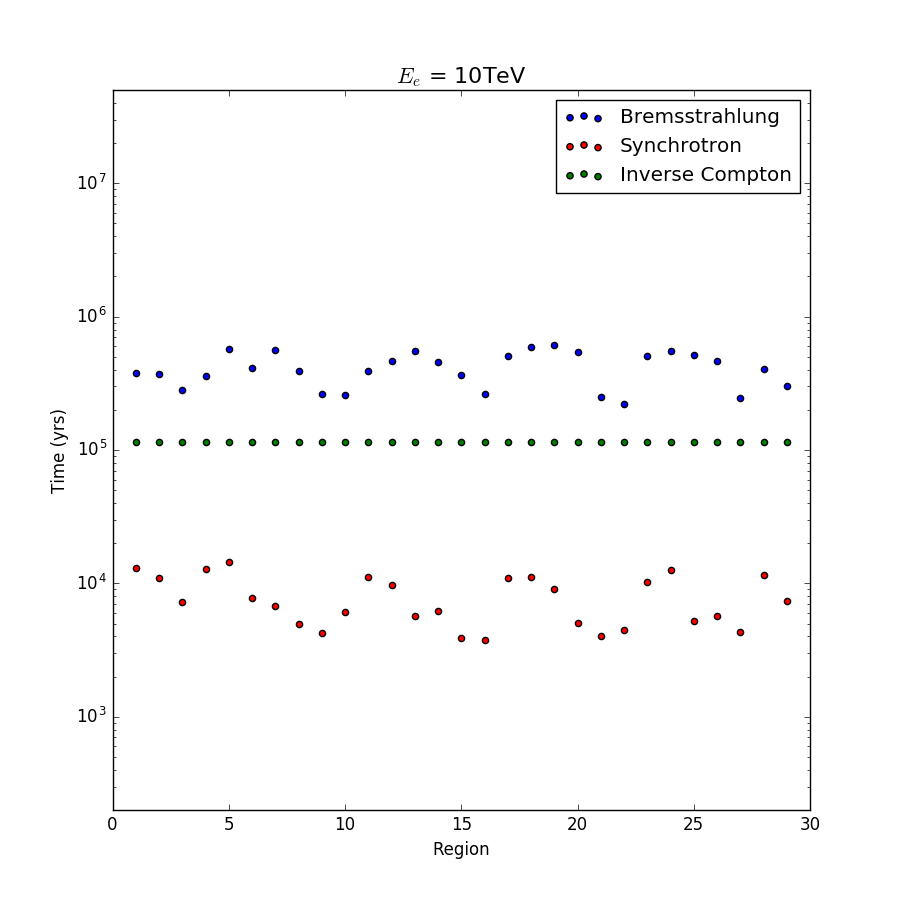 $E_e$ = 10TeV
Bremsstrahlung
Synchrotron
Inverse Compton
10^7
10^6
10^5
10^4
10^3
Time (yrs)
0 5 10 15 20 25 30
Region